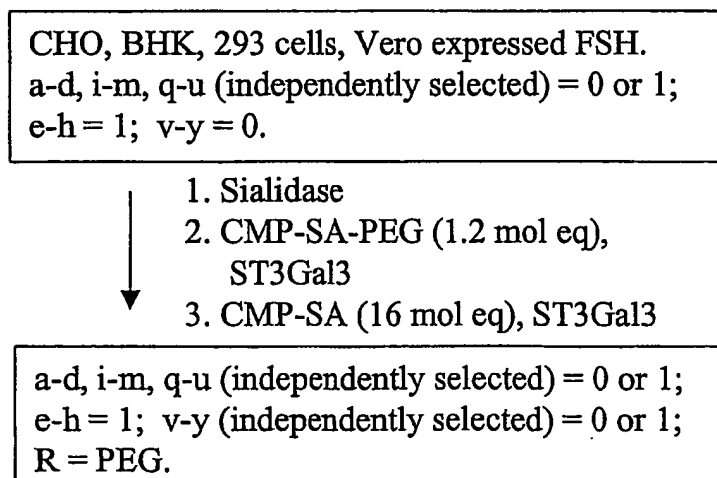 CHO, BHK, 293 cells, Vero expressed FSH.
a-d, i-m, q-u (independently selected) = 0 or 1;
e-h = 1; v-y = 0.
1. Sialidase
2. CMP-SA-PEG (1.2 mol eq),
ST3Gal3
3. CMP-SA (16 mol eq), ST3Gal3
a-d, i-m, q-u (independently selected) = 0 or 1;
e-h = 1; v-y (independently selected) = 0 or 1;
R = PEG.